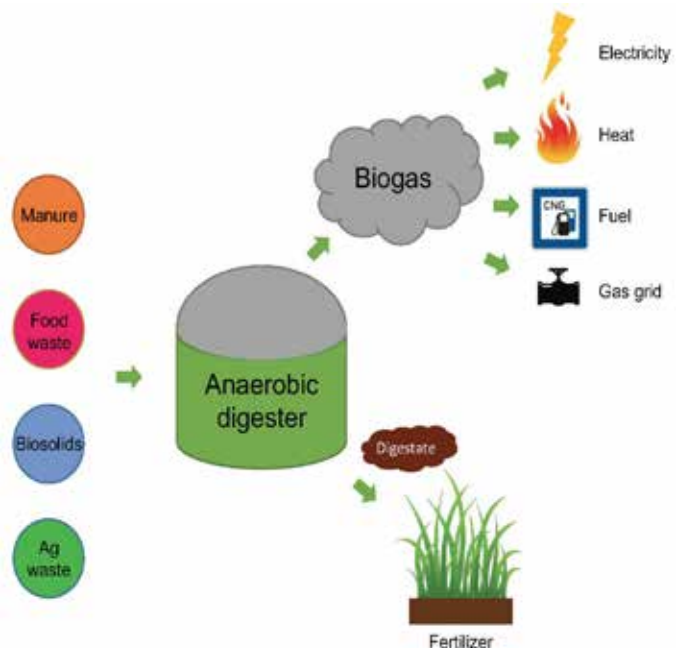 Electricity
Biogas
Heat
Manure
CNG
Fuel
Gas grid
Food
waste
Anaerobic
digester
Biosolids
Digestate
Ag
waste
Fertilizer